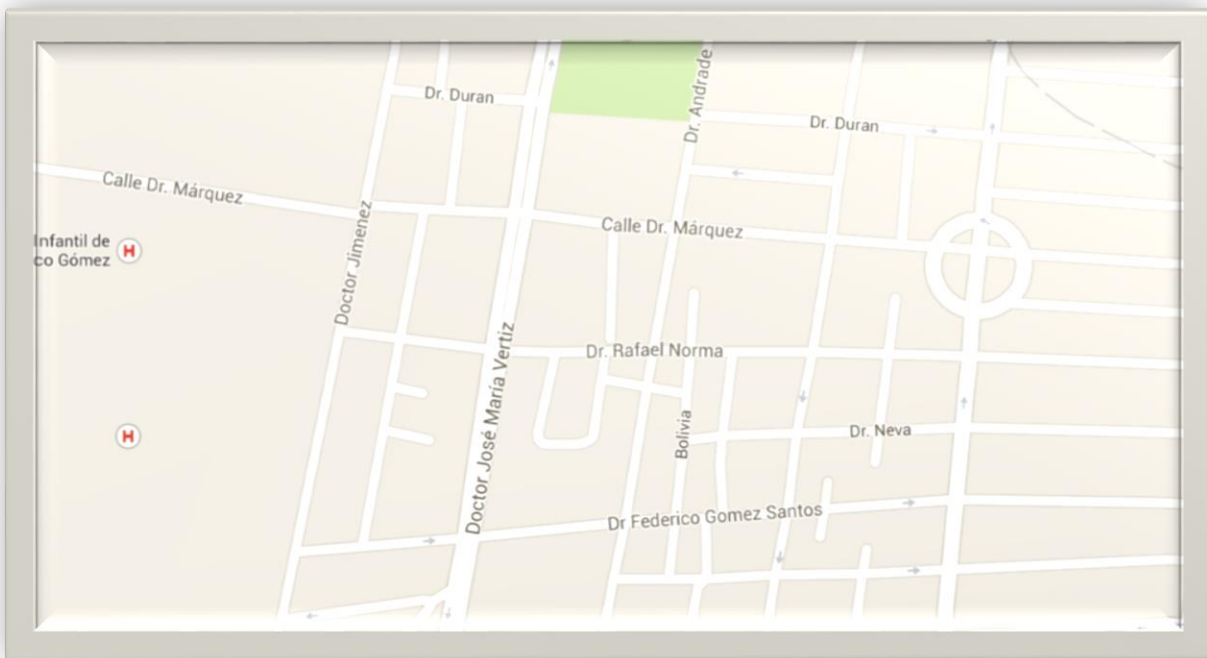 Dr. Duran
Dr. Andrade
Dr. Duran
Calle Dr. Márquez
Calle Dr. Márquez
Infantil de
co Gómez
H
Doctor Jimenez
Dr. Rafael Norma
Doctor José María Vertiz
Bolivia
Dr. Neva
H
Dr Federico Gomez Santos